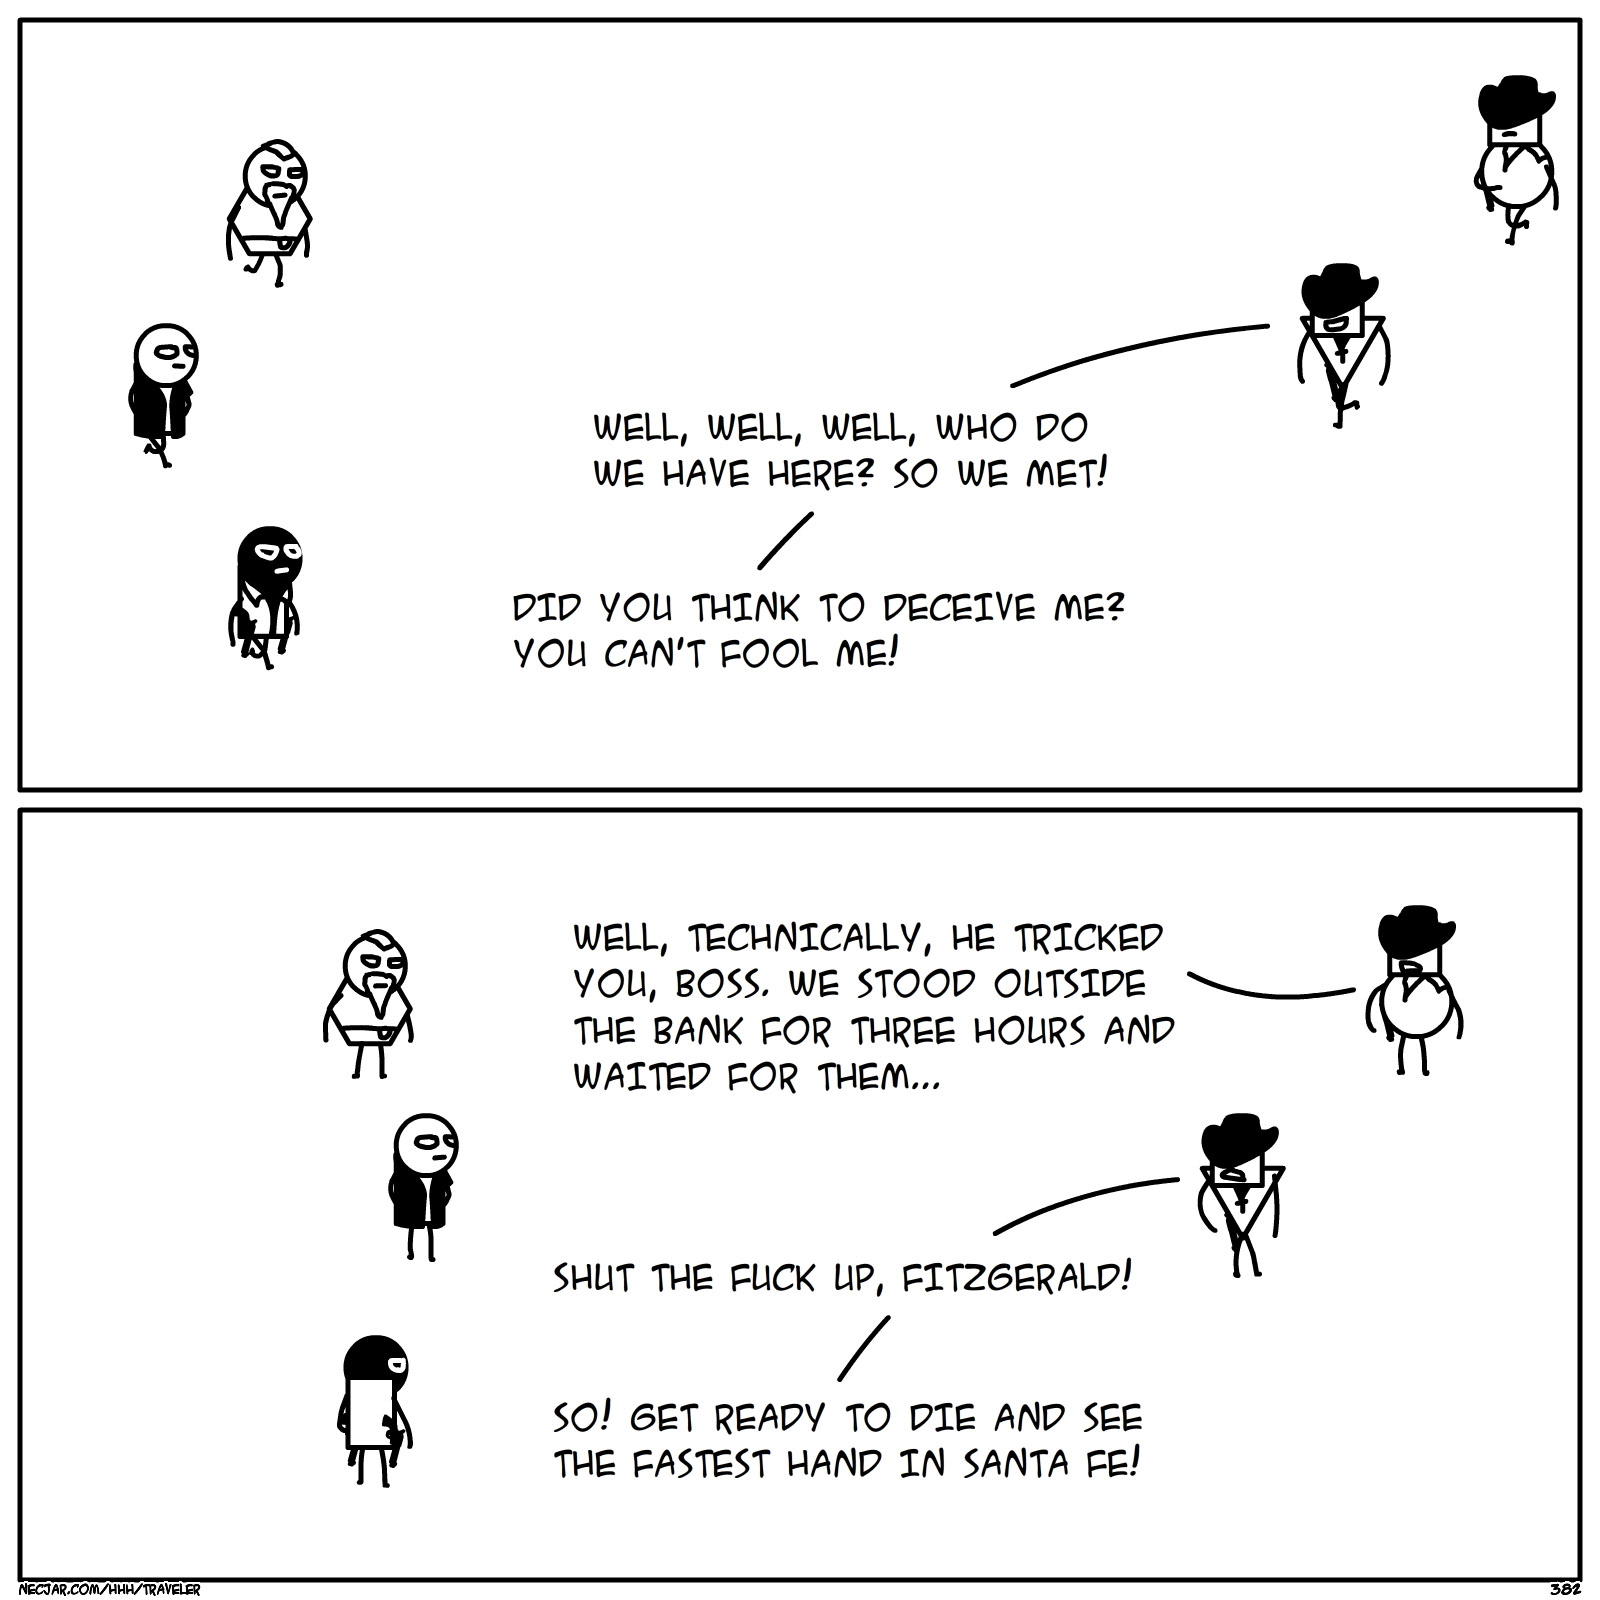 WELL, WELL, WELL, WHO DO
WE HAVE HERE? SO WE MET!
DID YOU THINK TO DECEIVE ME?
YOU CAN'T FOOL ME!
WELL, TECHNICALLY, HE TRICKED
YOU, BOSS. WE STOOD OUTSIDE
THE BANK FOR THREE HOURS AND
WAITED FOR THEM...
SHUT THE FUCK UP, FITZGERALD!
SO! GET READY TO DIE AND SEE
THE FASTEST HAND IN SANTA FE!
NECJAR.COM/HHH/TRAVELER
382